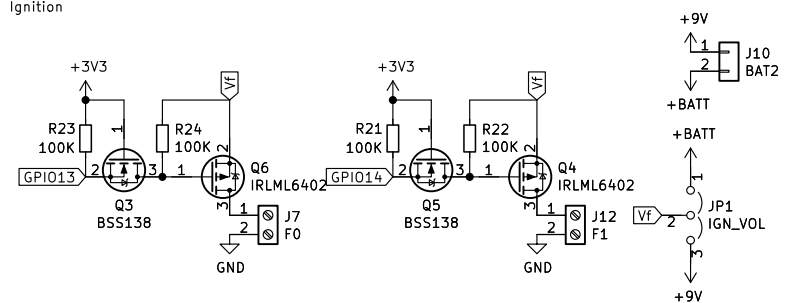 Ignition
+3V3
R23
100K
1
R24
100K
Vf
2
GPIO13
2
3
1
Q3
BSS138
Q6
IRLML6402
3
1
2
J7
F0
GND
+3V3
R21
100K
1
R22
100K
Vf
2
GPIO14
2
3
1
Q5
BSS138
Q4
IRLML6402
3
1
2
J12
F1
GND
+9V
1
2
J10
BAT2
+BATT
+BATT
1
Vf
2
JP1
IGN_VOL
3
+9V